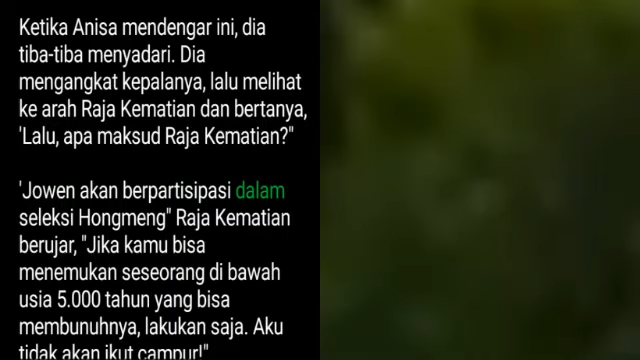 Ketika Anisa mendengar ini, dia
tiba-tiba menyadari. Dia
mengangkat kepalanya, lalu melihat
ke arah Raja Kematian dan bertanya,
'Lalu, apa maksud Raja Kematian?"
'Jowen akan berpartisipasi dalam
seleksi Hongmeng" Raja Kematian
berujar, "Jika kamu bisa
menemukan seseorang di bawah
usia 5.000 tahun yang bisa
membunuhnya, lakukan saja. Aku
tidak akan ikut campur!"